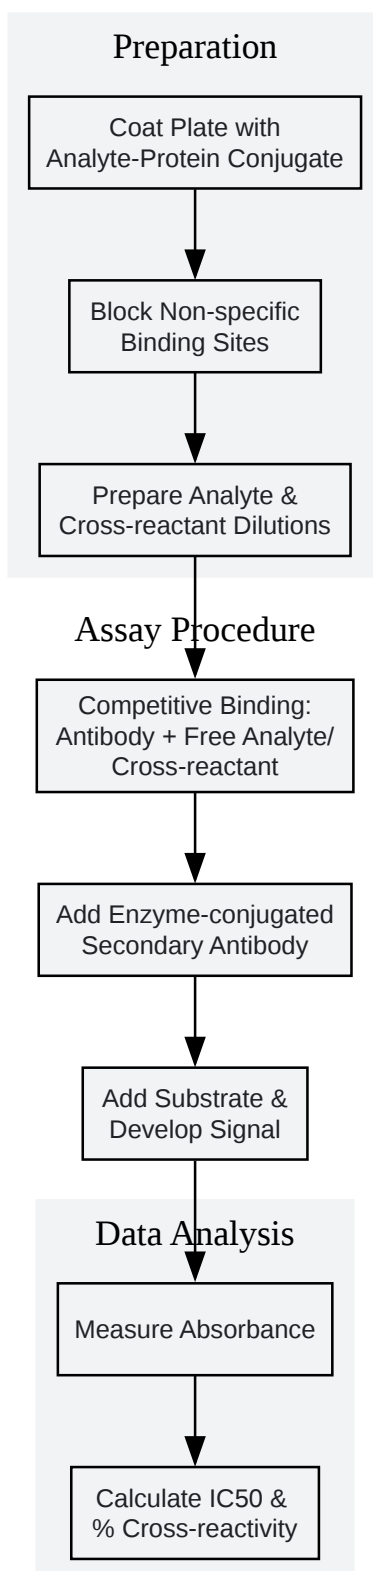 Preparation
Coat Plate with
Analyte-Protein Conjugate
Block Non-specific
Binding Sites
Prepare Analyte &
Cross-reactant Dilutions
Assay Procedure
Competitive Binding:
Antibody + Free Analyte/
Cross-reactant
Add Enzyme-conjugated
Secondary Antibody
Add Substrate &
Develop Signal
Data Analysis
Measure Absorbance
Calculate IC50 &
% Cross-reactivity